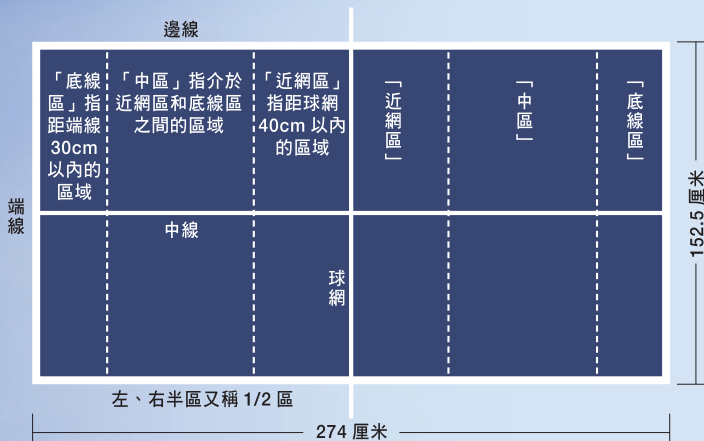 邊線
「底線
區」指
距端線
30cm
以內的
區域
「中區」指介於
近網區和底線區
之間的區域
「近網區」
指距球網
40cm 以內
的區域
「近網區」
「中區」
「底線區」
端線
152.5 厘米
中線
球網
左、右半區又稱 1/2 區
274 厘米